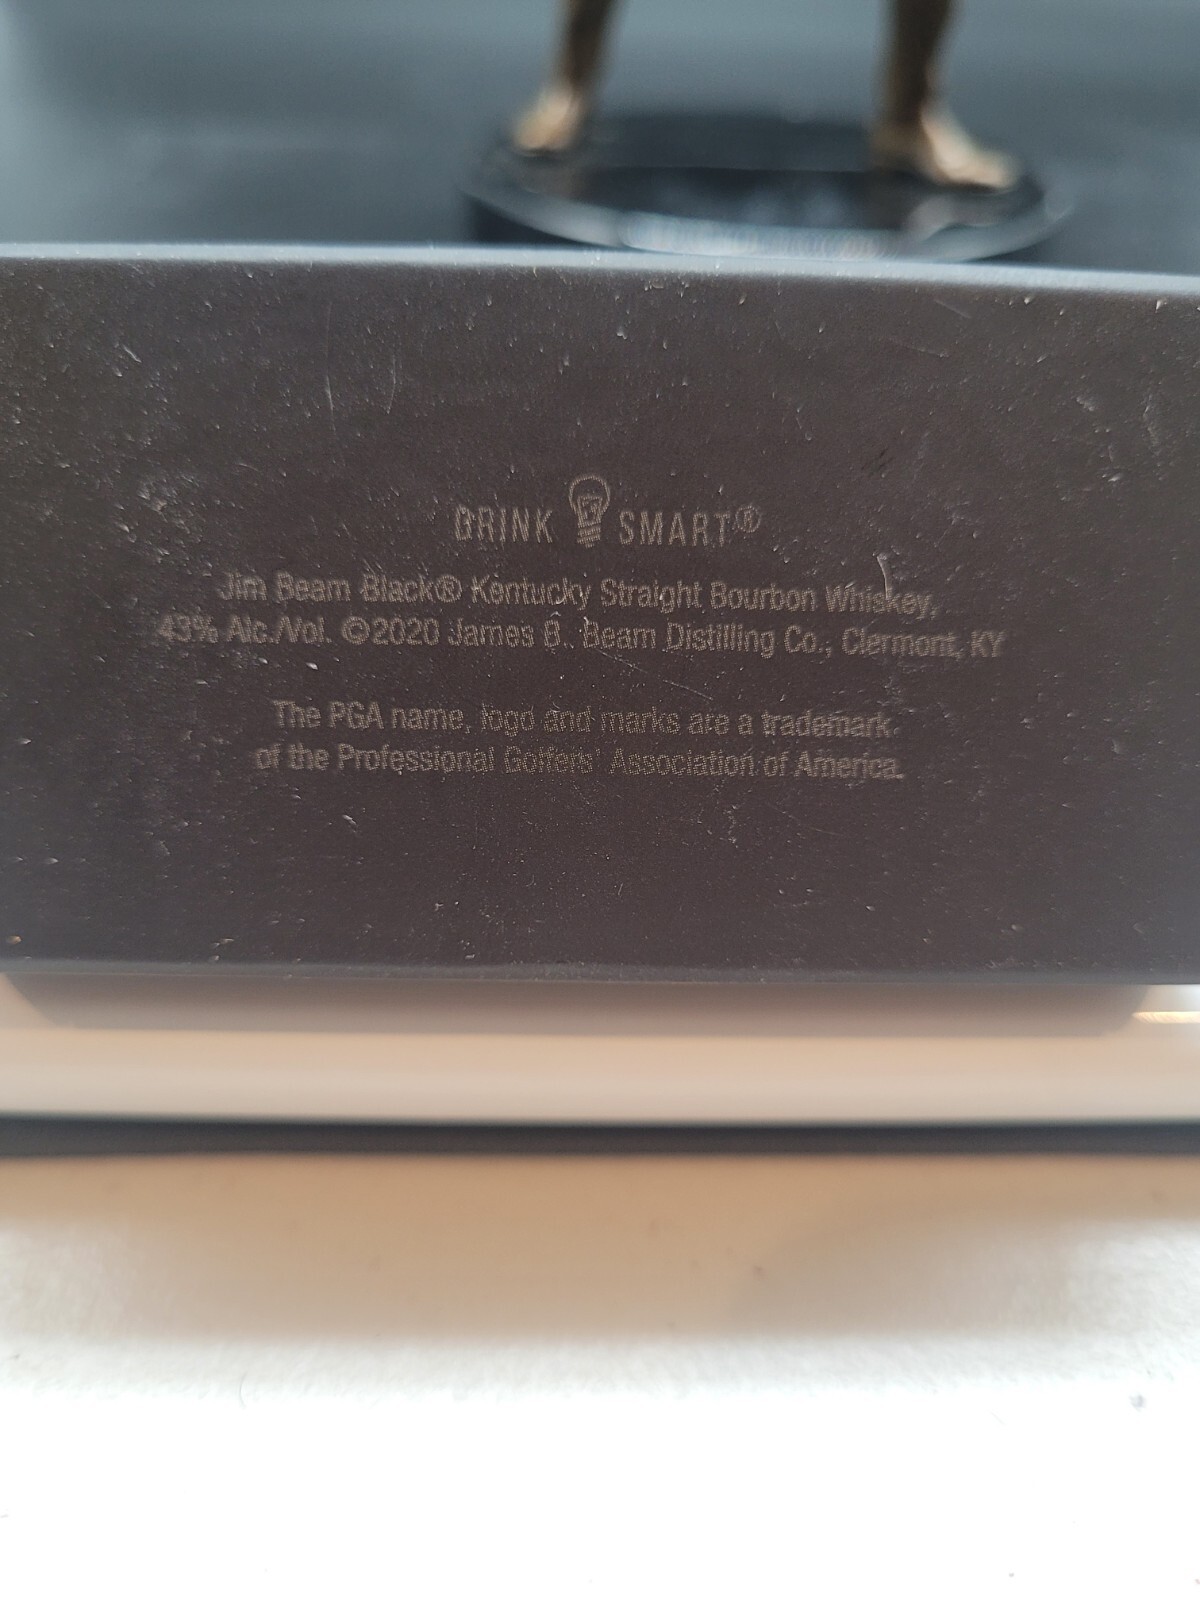 DRINK SMART®
Jim Beam Black® Kentucky Straight Bourbon Whiskey,
43% Alc./Vol. ©2020 James B. Beam Distilling Co., Clermont, KY
The PGA name, logo and marks are a trademark
of the Professional Golfers' Association of America.